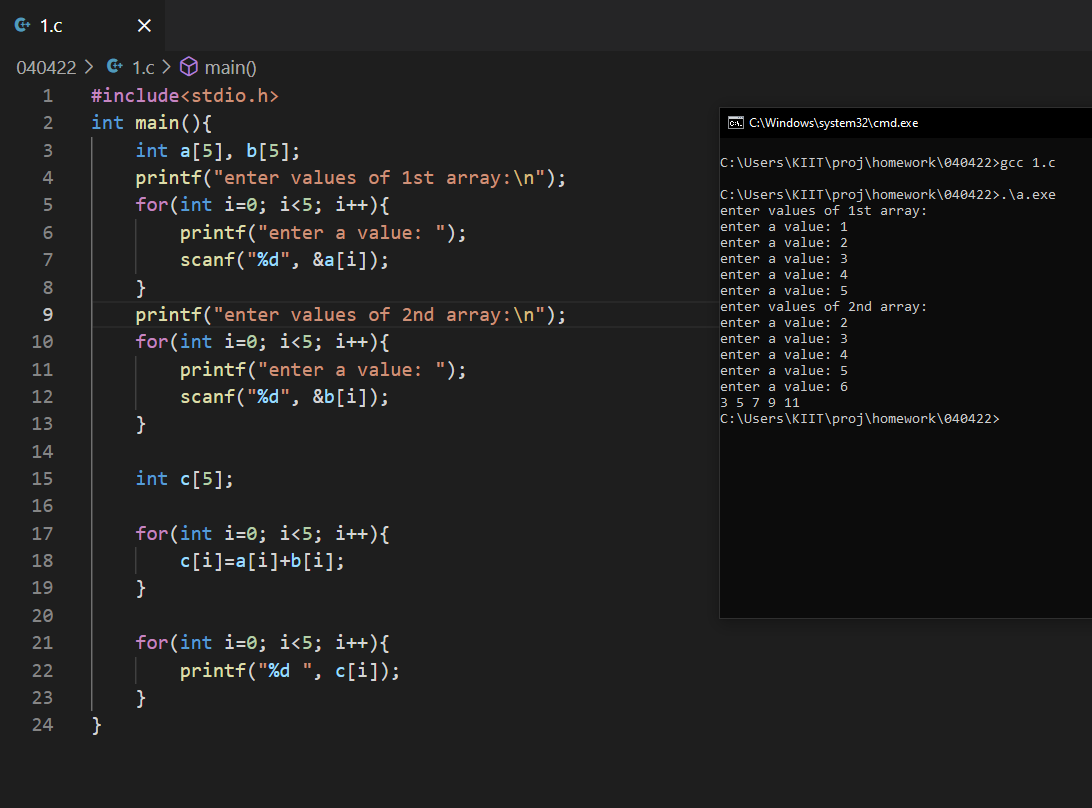 1.c
040422 > 1.c > main()
1 #include<stdio.h>
2 int main(){
3     int a[5], b[5];
4     printf("enter values of 1st array:\n");
5     for(int i=0; i<5; i++){
6         printf("enter a value: ");
7         scanf("%d", &a[i]);
8     }
9     printf("enter values of 2nd array:\n");
10     for(int i=0; i<5; i++){
11         printf("enter a value: ");
12         scanf("%d", &b[i]);
13     }
14
15     int c[5];
16
17     for(int i=0; i<5; i++){
18         c[i]=a[i]+b[i];
19     }
20
21     for(int i=0; i<5; i++){
22         printf("%d ", c[i]);
23     }
24 }
C:\Windows\system32\cmd.exe
C:\Users\KIIT\proj\homework\040422>gcc 1.c
C:\Users\KIIT\proj\homework\040422>.\a.exe
enter values of 1st array:
enter a value: 1
enter a value: 2
enter a value: 3
enter a value: 4
enter a value: 5
enter values of 2nd array:
enter a value: 2
enter a value: 3
enter a value: 4
enter a value: 5
enter a value: 6
3 5 7 9 11
C:\Users\KIIT\proj\homework\040422>